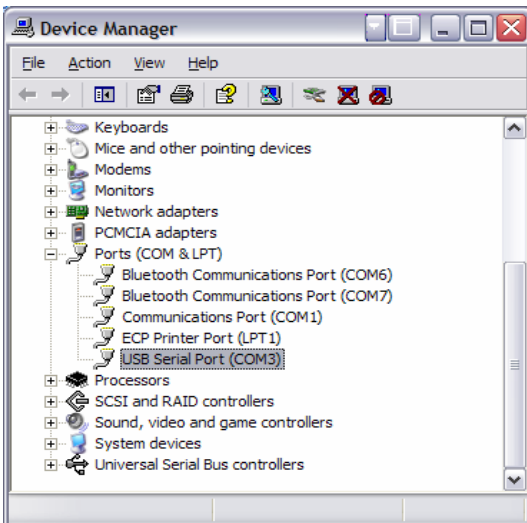 Device Manager
File Action View Help
Keyboards
Mice and other pointing devices
Modems
Monitors
Network adapters
PCMCIA adapters
Ports (COM & LPT)
Bluetooth Communications Port (COM6)
Bluetooth Communications Port (COM7)
Communications Port (COM1)
ECP Printer Port (LPT1)
USB Serial Port (COM3)
Processors
SCSI and RAID controllers
Sound, video and game controllers
System devices
Universal Serial Bus controllers